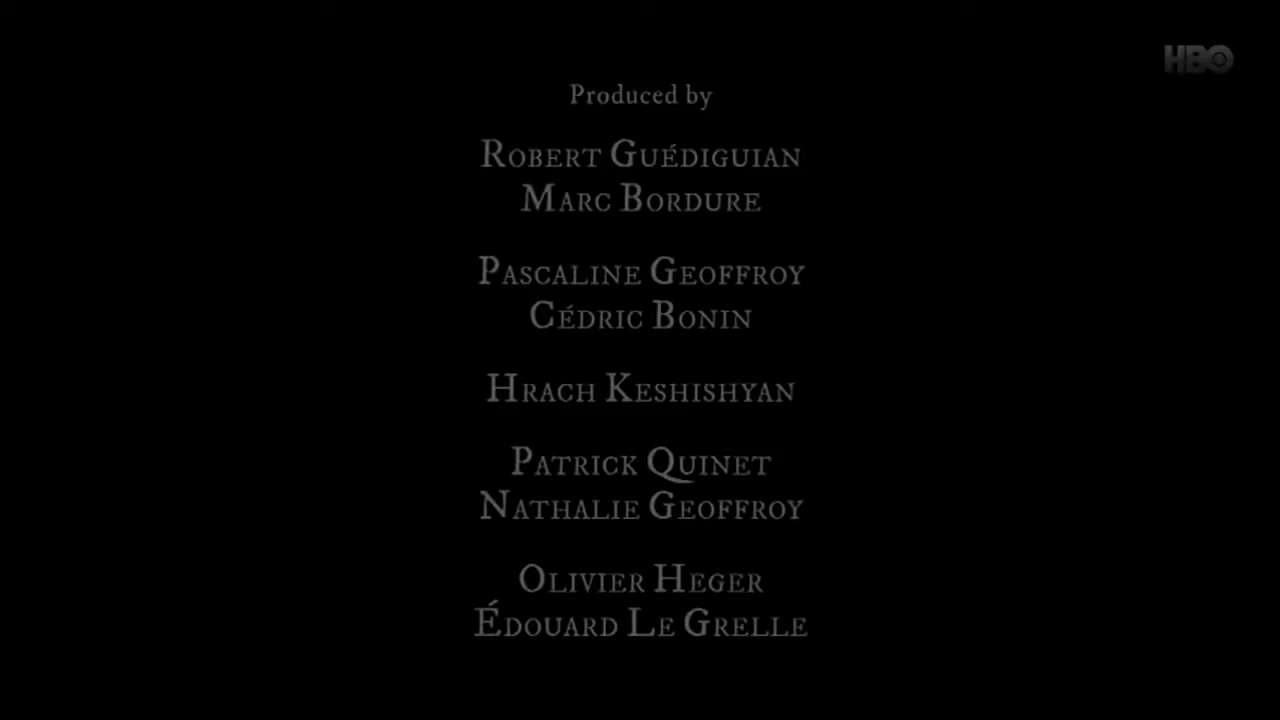 HBO
Produced by
Robert Guédiguian
Marc Bordure
Pascaline Geoffroy
Cédric Bonin
Hrach Keshishyan
Patrick Quinet
Nathalie Geoffroy
Olivier Heger
Édouard Le Grelle